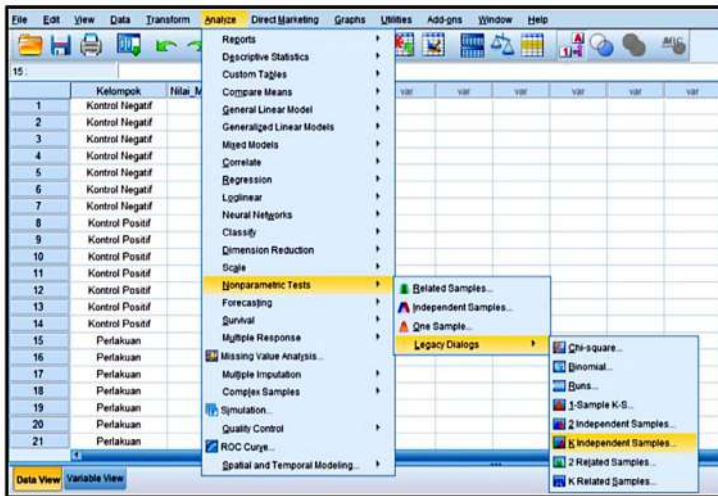 File Edit View Data Transform Analyze Direct Marketing Graphs Utilities Add-ons Window Help
15 :
Kelompok Nilai_M var var var var var var
1 Kontrol Negatif
2 Kontrol Negatif
3 Kontrol Negatif
4 Kontrol Negatif
5 Kontrol Negatif
6 Kontrol Negatif
7 Kontrol Negatif
8 Kontrol Positif
9 Kontrol Positif
10 Kontrol Positif
11 Kontrol Positif
12 Kontrol Positif
13 Kontrol Positif
14 Kontrol Positif
15 Perlakuan
16 Perlakuan
17 Perlakuan
18 Perlakuan
19 Perlakuan
20 Perlakuan
21 Perlakuan
Reports
Descriptive Statistics
Custom Tables
Compare Means
General Linear Model
Generalized Linear Models
Mixed Models
Correlate
Regression
Loglinear
Neural Networks
Classify
Dimension Reduction
Scale
Nonparametric Tests
Forecasting
Survival
Multiple Response
Missing Value Analysis...
Multiple Imputation
Complex Samples
Simulation...
Quality Control
ROC Curve...
Spatial and Temporal Modeling...
Related Samples...
Independent Samples...
One Sample...
Legacy Dialogs
Chi-square...
Binomial...
Runs...
1-Sample K-S...
2 Independent Samples...
K Independent Samples...
2 Related Samples...
K Related Samples...
Data View Variable View